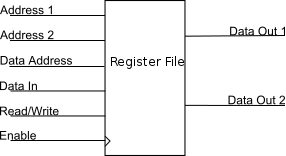 Address 1
Address 2
Data Address
Data In
Read/Write
Enable
Register File
Data Out 1
Data Out 2